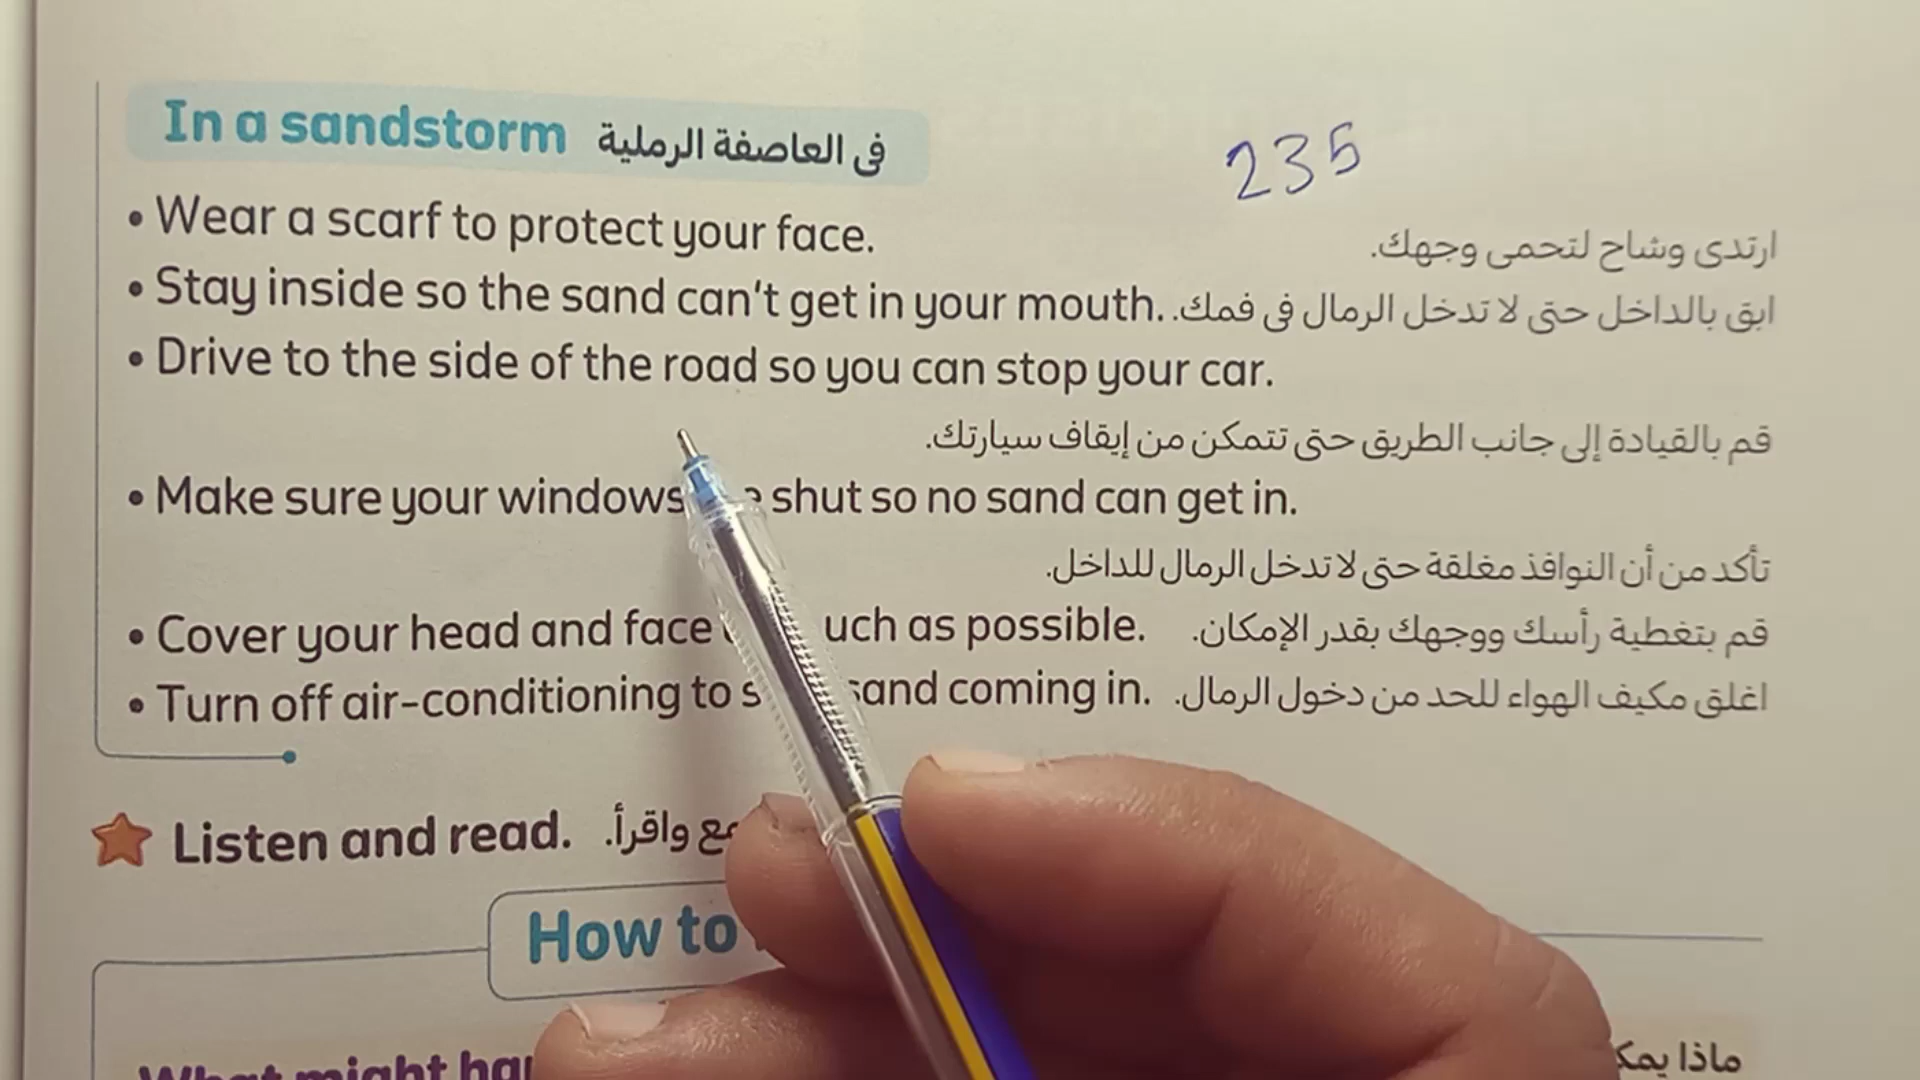 In a sandstorm في العاصفة الرملية
235
• Wear a scarf to protect your face. ارتدى وشاح لتحمى وجهك.
• Stay inside so the sand can't get in your mouth. ابق بالداخل حتى لا تدخل الرمال فى فمك.
• Drive to the side of the road so you can stop your car.
قم بالقيادة إلى جانب الطريق حتى تتمكن من إيقاف سيارتك.
• Make sure your windows shut so no sand can get in.
تأكد من أن النوافذ مغلقة حتى لا تدخل الرمال للداخل.
• Cover your head and face as possible. قم بتغطية رأسك ووجهك بقدر الإمكان.
• Turn off air-conditioning to sand coming in. اغلق مكيف الهواء للحد من دخول الرمال.
Listen and read. واقرأ.
How to
What might
ماذا